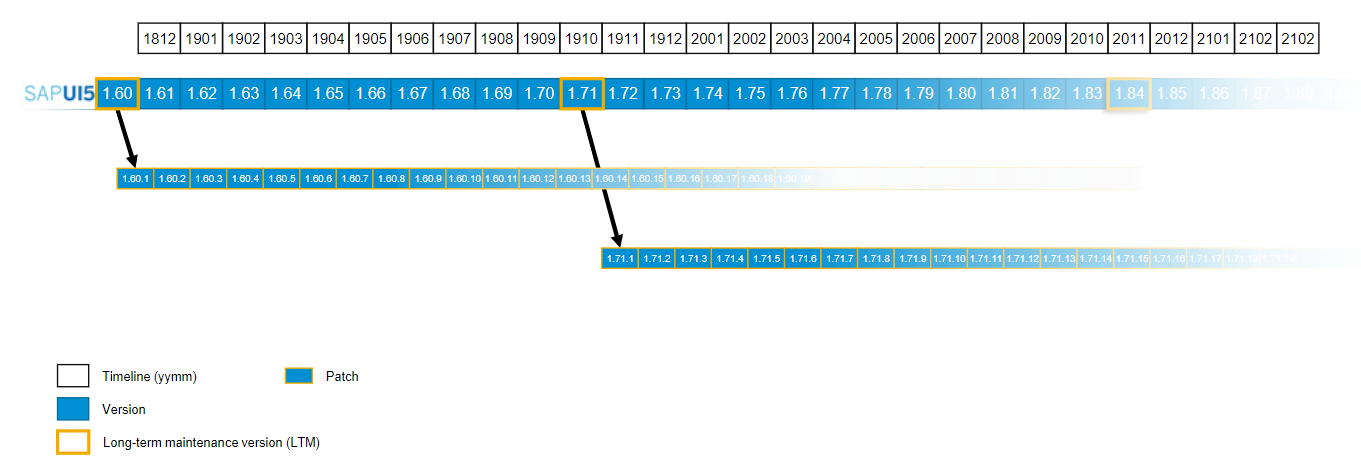 1812 1901 1902 1903 1904 1905 1906 1907 1908 1909 1910 1911 1912 2001 2002 2003 2004 2005 2006 2007 2008 2009 2010 2011 2012 2101 2102 2102
SAPUI5 1.60 1.61 1.62 1.63 1.64 1.65 1.66 1.67 1.68 1.69 1.70 1.71 1.72 1.73 1.74 1.75 1.76 1.77 1.78 1.79 1.80 1.81 1.82 1.83 1.84 1.85 1.86 1.87
1.60.1 1.60.2 1.60.3 1.60.4 1.60.5 1.60.6 1.60.7 1.60.8 1.60.9 1.60.10 1.60.11 1.60.12 1.60.13 1.60.14 1.60.15 1.60.16 1.60.17 1.60.18
1.71.1 1.71.2 1.71.3 1.71.4 1.71.5 1.71.6 1.71.7 1.71.8 1.71.9 1.71.10 1.71.11 1.71.12 1.71.13 1.71.14 1.71.15 1.71.16 1.71.17
Timeline (yymm) Patch
Version
Long-term maintenance version (LTM)